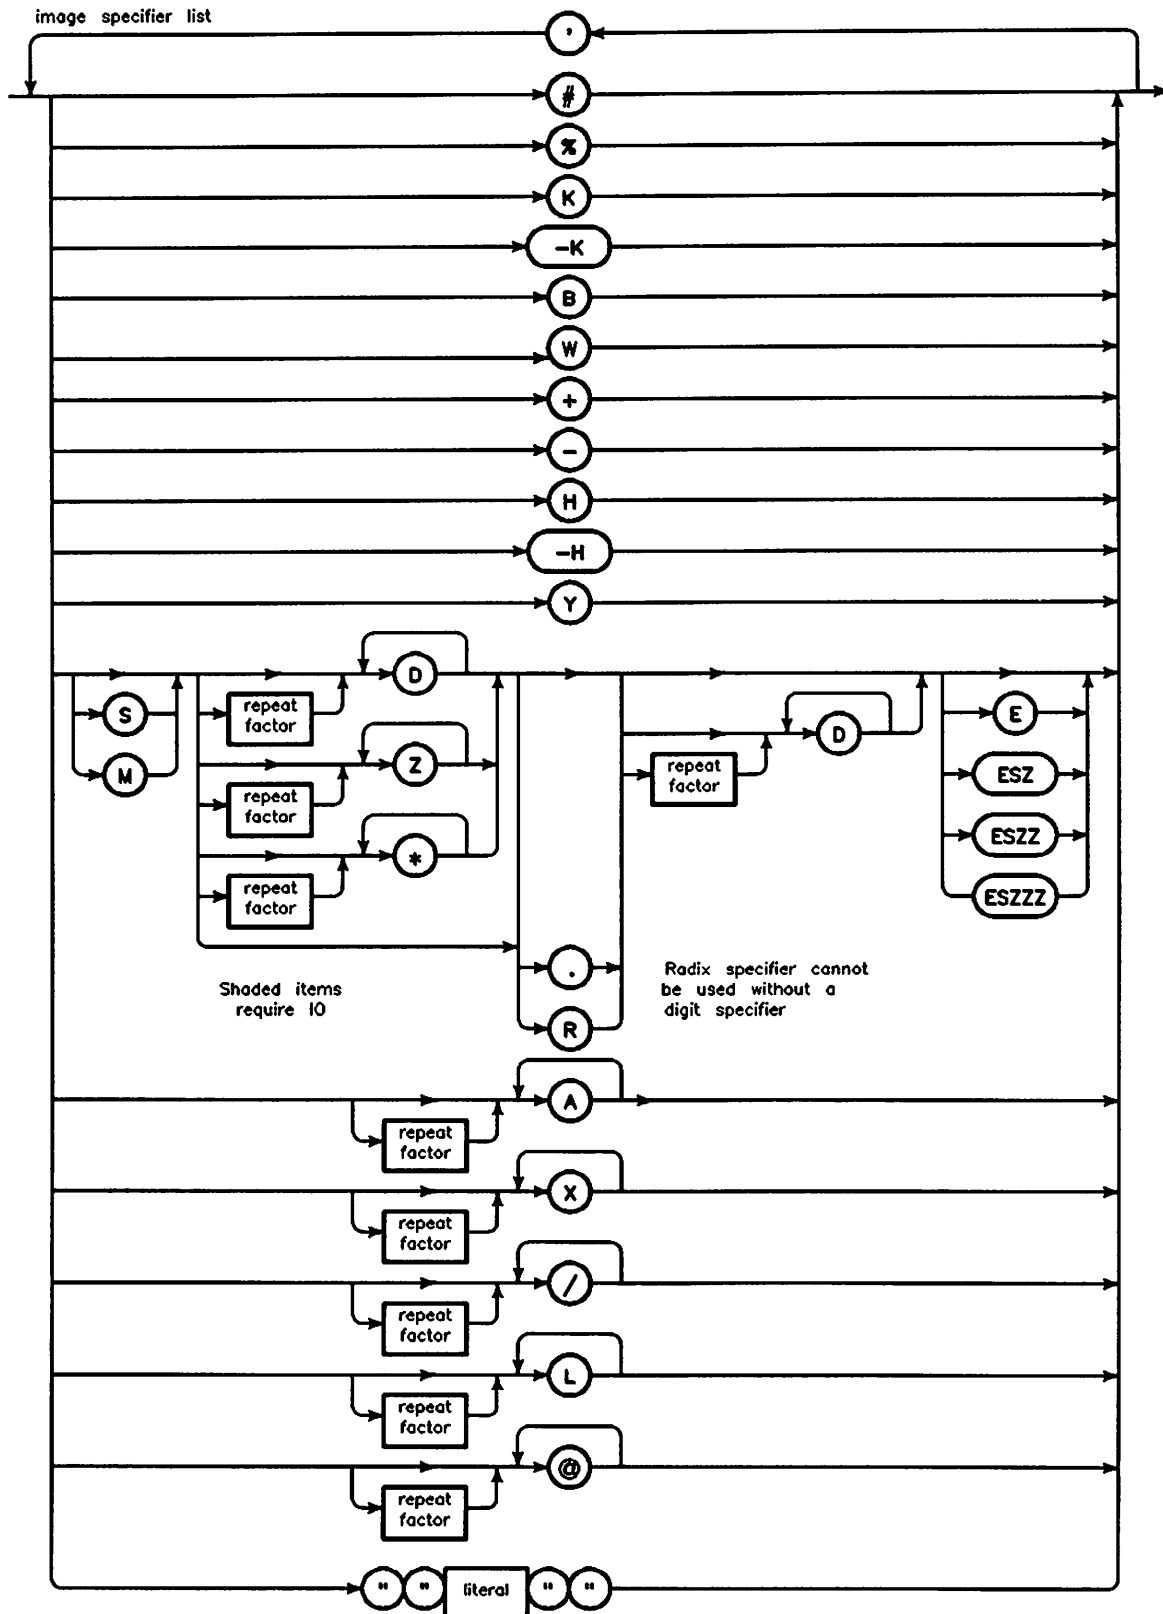 image specifier list
,
#
%
K
-K
B
W
+
-
H
-H
Y
D
S
repeat factor
E
M
Z
repeat factor
D
repeat factor
ESZ
*
ESZZ
repeat factor
ESZZZ
.
Shaded items
require IO
Radix specifier cannot
be used without a
digit specifier
R
A
repeat factor
X
repeat factor
/
repeat factor
L
repeat factor
@
repeat factor
" " literal " "